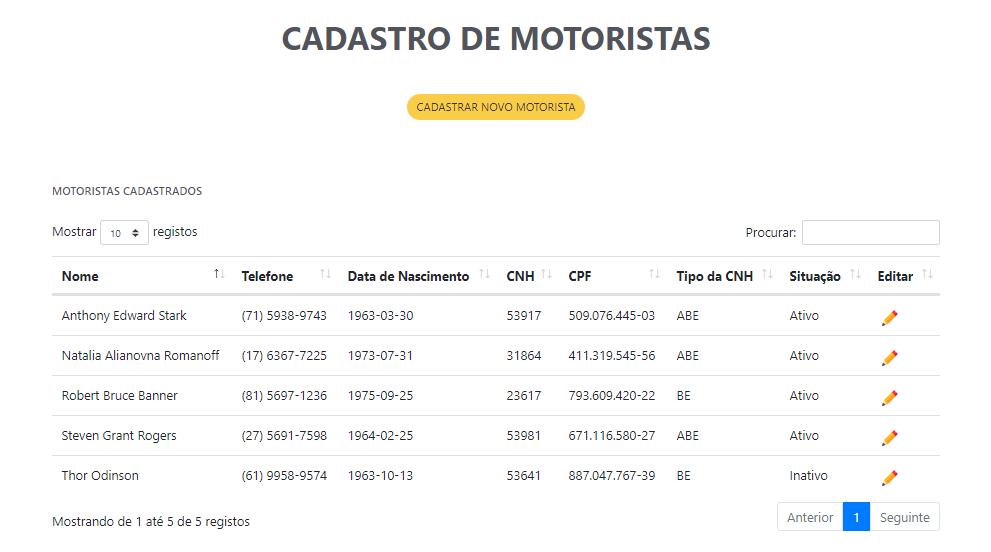 CADASTRO DE MOTORISTAS
CADASTRAR NOVO MOTORISTA
MOTORISTAS CADASTRADOS
Mostrar 10 registos Procurar:
Nome Telefone Data de Nascimento CNH CPF Tipo da CNH Situação Editar
Anthony Edward Stark (71) 5938-9743 1963-03-30 53917 509.076.445-03 ABE Ativo
Natalia Alianovna Romanoff (17) 6367-7225 1973-07-31 31864 411.319.545-56 ABE Ativo
Robert Bruce Banner (81) 5697-1236 1975-09-25 23617 793.609.420-22 BE Ativo
Steven Grant Rogers (27) 5691-7598 1964-02-25 53981 671.116.580-27 ABE Ativo
Thor Odinson (61) 9958-9574 1963-10-13 53641 887.047.767-39 BE Inativo
Mostrando de 1 até 5 de 5 registos Anterior 1 Seguinte